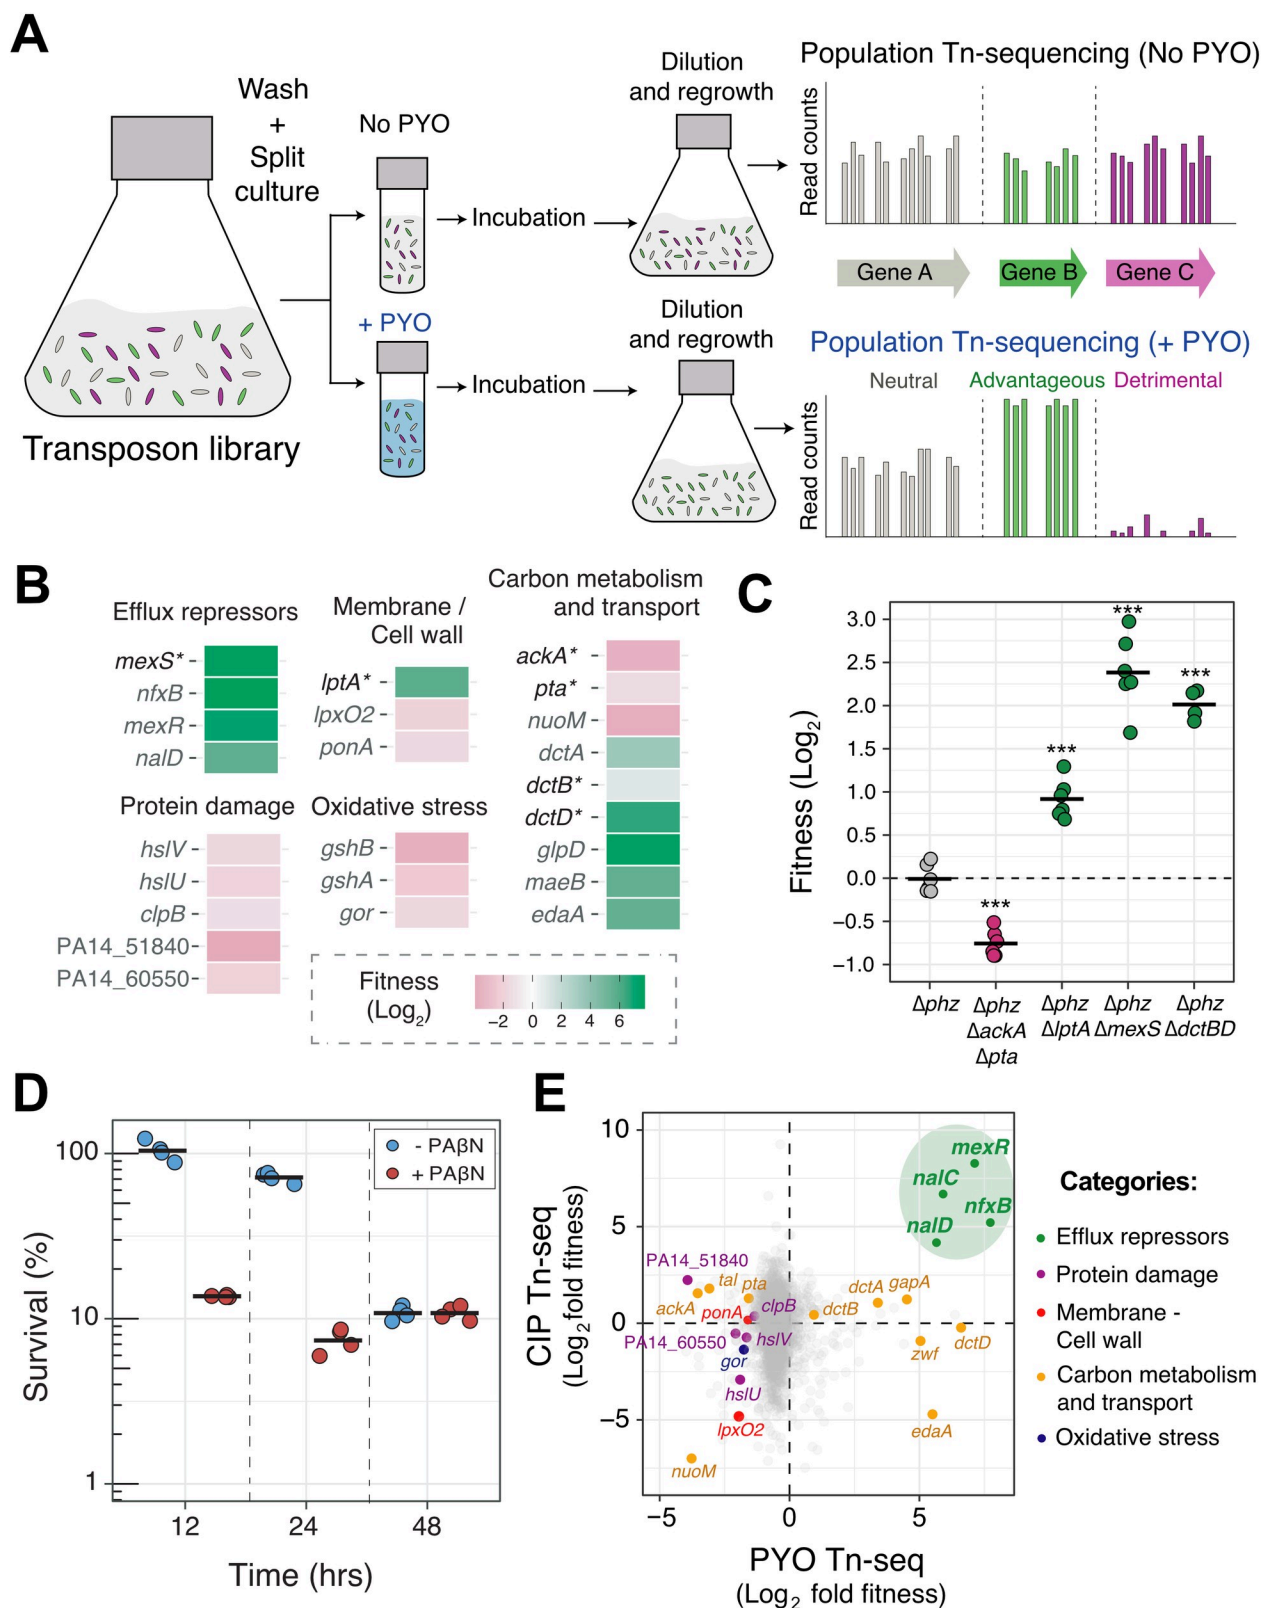 A
Wash
+
Split
culture
Transposon library
No PYO
+ PYO
Incubation
Incubation
Dilution
and regrowth
Dilution
and regrowth
Population Tn-sequencing (No PYO)
Read counts
Gene A
Gene B
Gene C
Population Tn-sequencing (+ PYO)
Neutral
Advantageous
Detrimental
Read counts
B
Efflux repressors
mexS*
nfxB
mexR
nalD
Protein damage
hslV
hslU
clpB
PA14_51840
PA14_60550
Membrane /
Cell wall
lptA*
lpxO2
ponA
Oxidative stress
gshB
gshA
gor
Carbon metabolism
and transport
ackA*
pta*
nuoM
dctA
dctB*
dctD*
glpD
maeB
edaA
Fitness
(Log₂)
−2 0 2 4 6
C
Fitness (Log₂)
3.0
2.5
2.0
1.5
1.0
0.5
0.0
−0.5
−1.0
***
***
***
***
Δphz
Δphz
ΔackA
Δpta
Δphz
ΔlptA
Δphz
ΔmexS
Δphz
ΔdctBD
D
Survival (%)
100
10
1
- PAβN
+ PAβN
12 24 48
Time (hrs)
E
CIP Tn-seq
(Log₂ fold fitness)
10
5
0
−5
mexR
nalC
nfxB
nalD
PA14_51840
tal
pta
ackA
ponA
clpB
dctB
dctA
gapA
PA14_60550
hslV
gor
zwf
dctD
hslU
lpxO2
edaA
nuoM
−5 0 5
PYO Tn-seq
(Log₂ fold fitness)
Categories:
Efflux repressors
Protein damage
Membrane -
Cell wall
Carbon metabolism
and transport
Oxidative stress